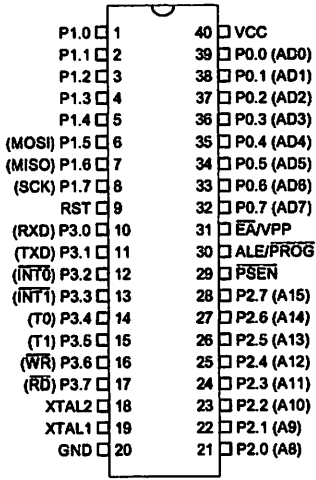 P1.0 1 40 VCC
P1.1 2 39 P0.0 (AD0)
P1.2 3 38 P0.1 (AD1)
P1.3 4 37 P0.2 (AD2)
P1.4 5 36 P0.3 (AD3)
(MOSI) P1.5 6 35 P0.4 (AD4)
(MISO) P1.6 7 34 P0.5 (AD5)
(SCK) P1.7 8 33 P0.6 (AD6)
RST 9 32 P0.7 (AD7)
(RXD) P3.0 10 31 E̅A̅/VPP
(TXD) P3.1 11 30 ALE/P̅R̅O̅G̅
(I̅N̅T̅0̅) P3.2 12 29 P̅S̅E̅N̅
(I̅N̅T̅1̅) P3.3 13 28 P2.7 (A15)
(T0) P3.4 14 27 P2.6 (A14)
(T1) P3.5 15 26 P2.5 (A13)
(W̅R̅) P3.6 16 25 P2.4 (A12)
(R̅D̅) P3.7 17 24 P2.3 (A11)
XTAL2 18 23 P2.2 (A10)
XTAL1 19 22 P2.1 (A9)
GND 20 21 P2.0 (A8)